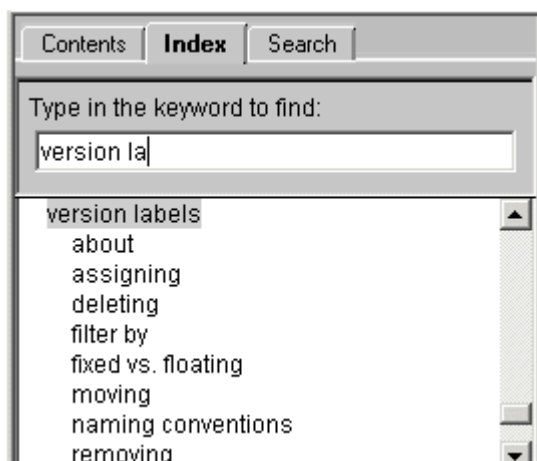 Contents Index Search
Type in the keyword to find:
version la
version labels
about
assigning
deleting
filter by
fixed vs. floating
moving
naming conventions
removing